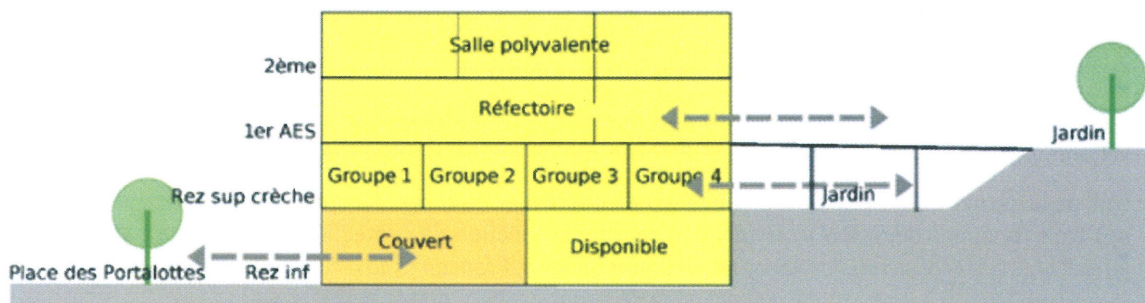 Salle polyvalente
2ème
Réfectoire
1er AES
Jardin
Groupe 1 Groupe 2 Groupe 3 Groupe 4
Rez sup crèche
Jardin
Couvert
Disponible
Place des Portalottes
Rez inf